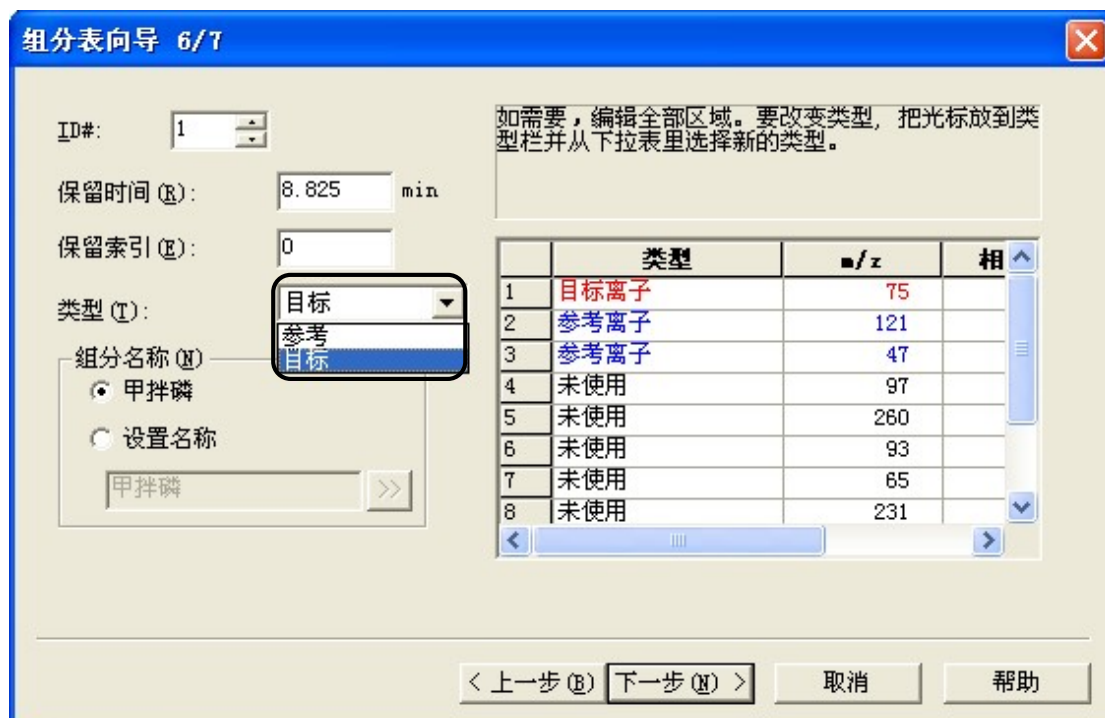 组分表向导 6/7
ID#: 1
保留时间(R): 8.825 min
保留索引(E): 0
类型(T): 目标
参考
目标
组分名称(N)
甲拌磷
设置名称
甲拌磷 >>
如需要，编辑全部区域。要改变类型，把光标放到类
型栏并从下拉表里选择新的类型。
类型 m/z 相
1 目标离子 75
2 参考离子 121
3 参考离子 47
4 未使用 97
5 未使用 260
6 未使用 93
7 未使用 65
8 未使用 231
< 上一步(B) 下一步(N) > 取消 帮助